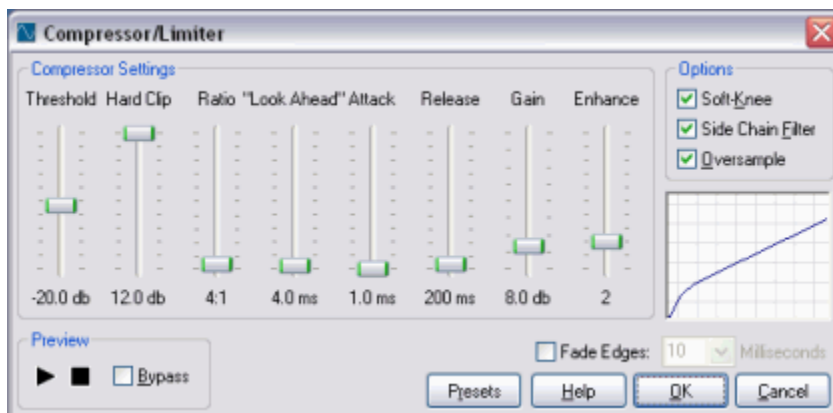 Compressor/Limiter
Compressor Settings
Threshold Hard Clip Ratio "Look Ahead" Attack Release Gain Enhance
-20.0 db 12.0 db 4:1 4.0 ms 1.0 ms 200 ms 8.0 db 2
Options
Soft-Knee
Side Chain Filter
Oversample
Preview
Bypass
Fade Edges: 10 Milliseconds
Presets Help OK Cancel